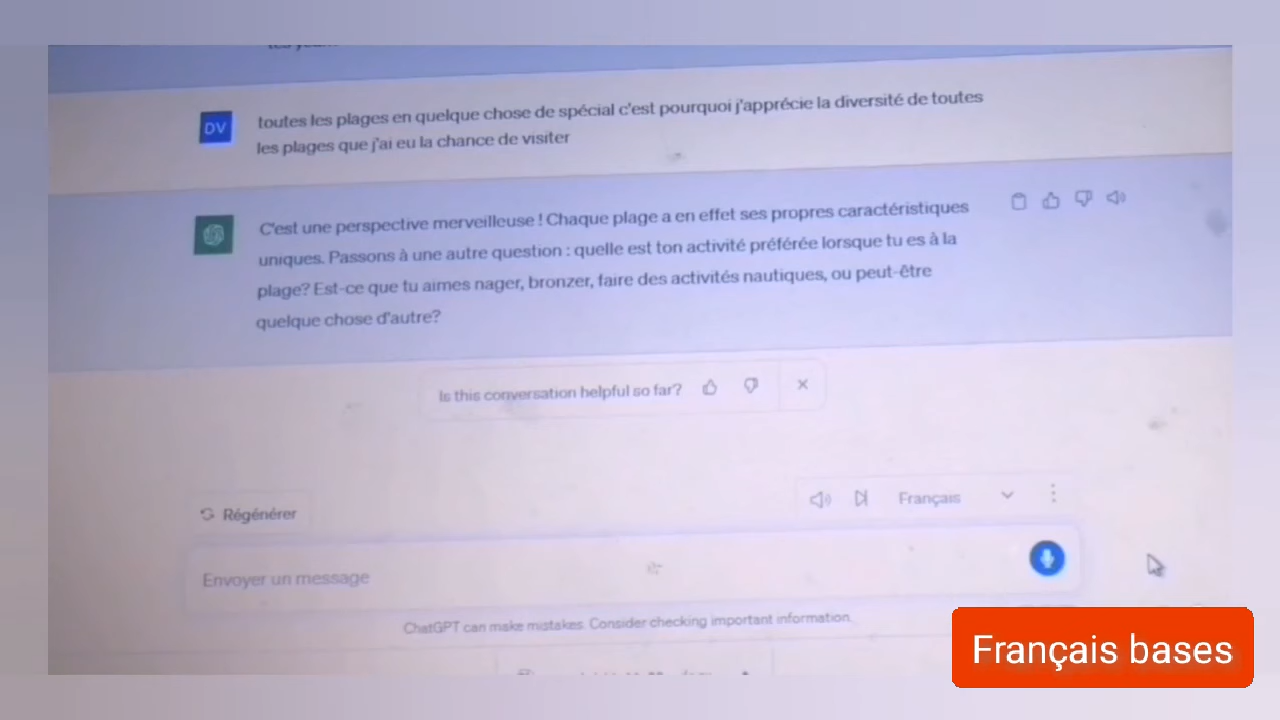 DV
toutes les plages en quelque chose de spécial c'est pourquoi j'apprécie la diversité de toutes
les plages que j'ai eu la chance de visiter
C'est une perspective merveilleuse ! Chaque plage a en effet ses propres caractéristiques
uniques. Passons à une autre question : quelle est ton activité préférée lorsque tu es à la
plage? Est-ce que tu aimes nager, bronzer, faire des activités nautiques, ou peut-être
quelque chose d'autre?
Is this conversation helpful so far?
Français
Régénérer
Envoyer un message
ChatGPT can make mistakes. Consider checking important information.
Français bases